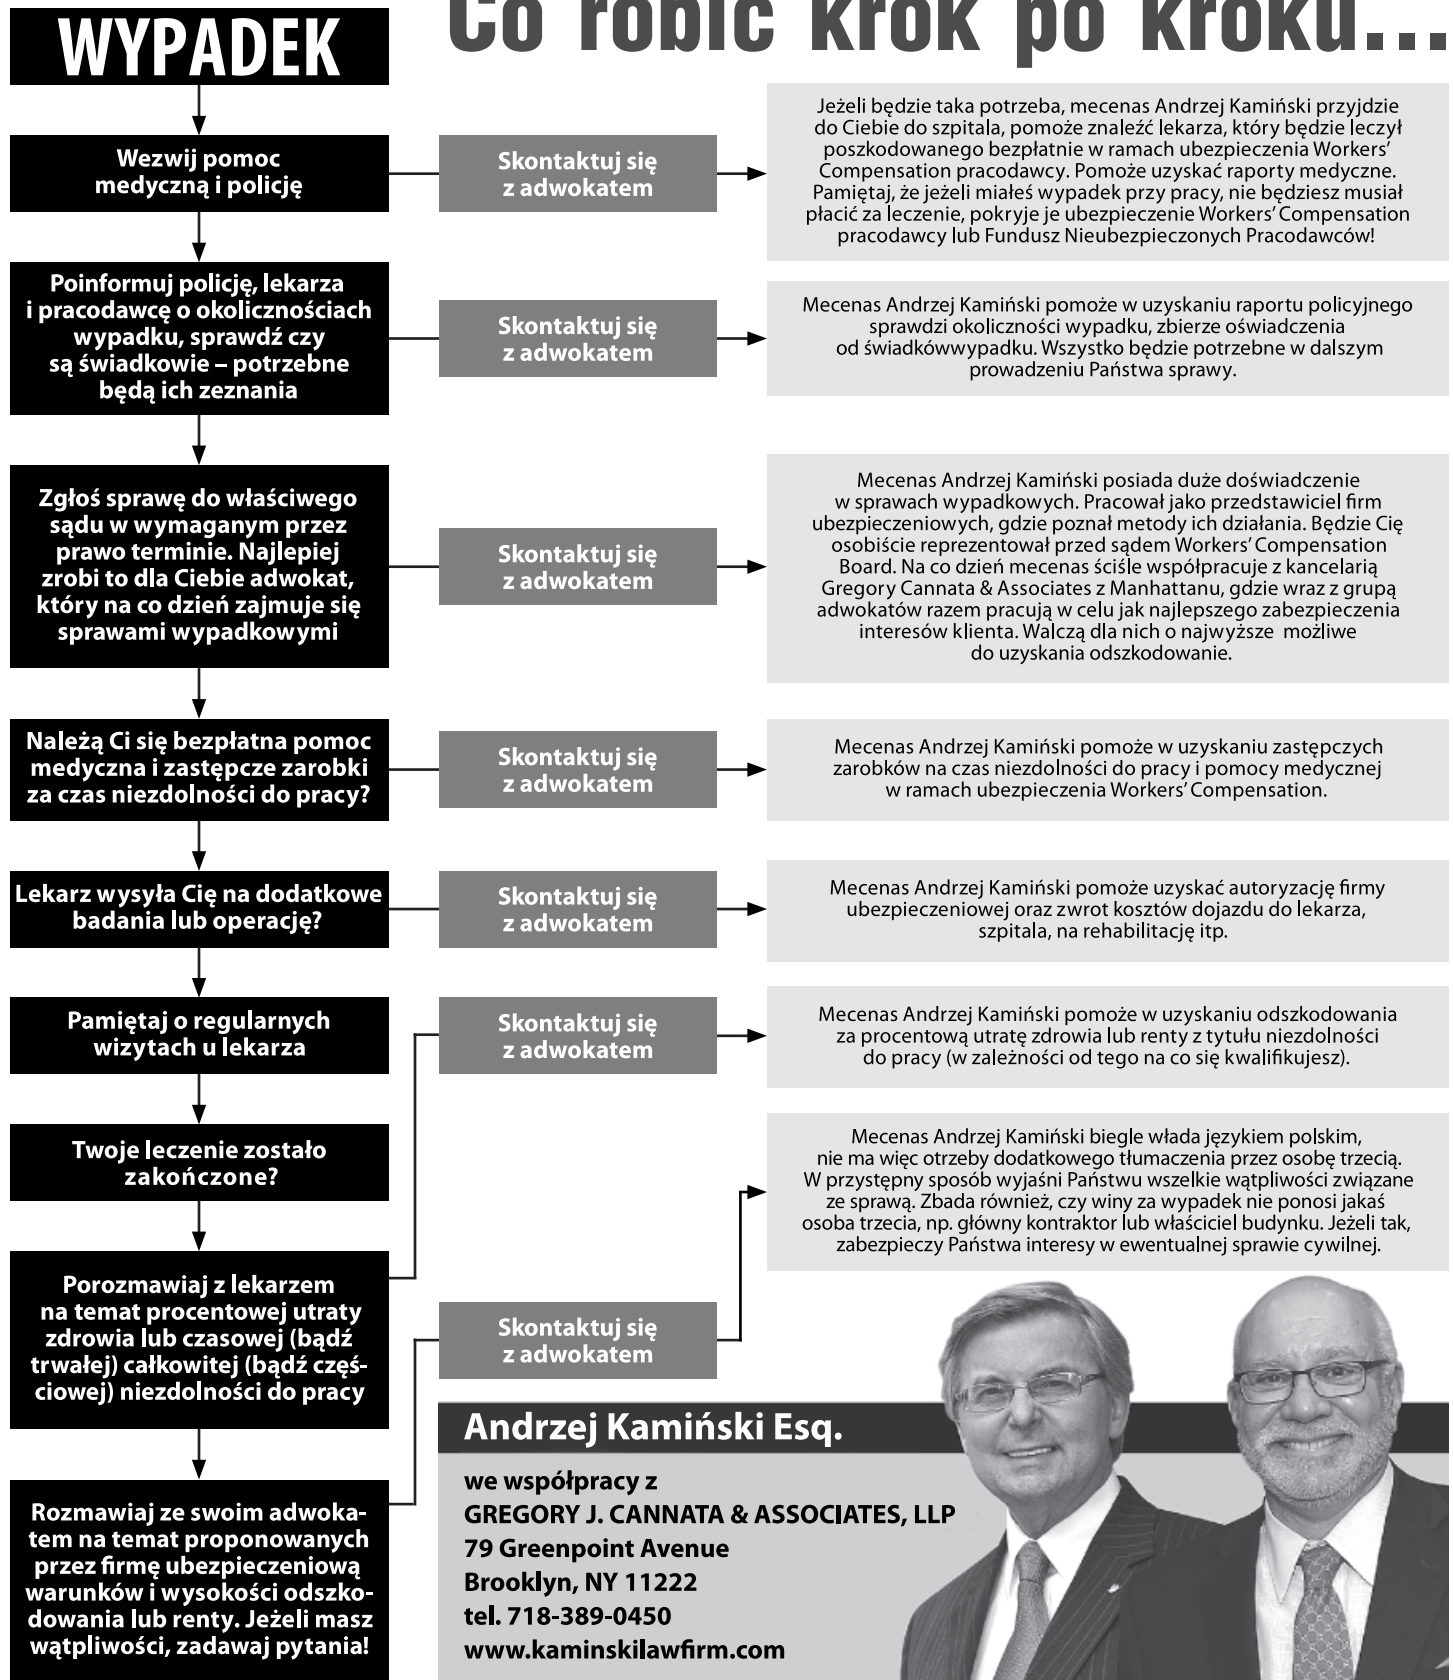 WYPADEK
Co robić krok po kroku...
Wezwij pomoc
medyczną i policję
Skontaktuj się
z adwokatem
Jeżeli będzie taka potrzeba, mecenas Andrzej Kamiński przyjdzie
do Ciebie do szpitala, pomoże znaleźć lekarza, który będzie leczył
poszkodowanego bezpłatnie w ramach ubezpieczenia Workers'
Compensation pracodawcy. Pomoże uzyskać raporty medyczne.
Pamiętaj, że jeżeli miałeś wypadek przy pracy, nie będziesz musiał
płacić za leczenie, pokryje je ubezpieczenie Workers' Compensation
pracodawcy lub Fundusz Nieubezpieczonych Pracodawców!
Poinformuj policję, lekarza
i pracodawcę o okolicznościach
wypadku, sprawdź czy
są świadkowie – potrzebne
będą ich zeznania
Skontaktuj się
z adwokatem
Mecenas Andrzej Kamiński pomoże w uzyskaniu raportu policyjnego
sprawdzi okoliczności wypadku, zbierze oświadczenia
od świadkówwypadku. Wszystko będzie potrzebne w dalszym
prowadzeniu Państwa sprawy.
Zgłoś sprawę do właściwego
sądu w wymaganym przez
prawo terminie. Najlepiej
zrobi to dla Ciebie adwokat,
który na co dzień zajmuje się
sprawami wypadkowymi
Skontaktuj się
z adwokatem
Mecenas Andrzej Kamiński posiada duże doświadczenie
w sprawach wypadkowych. Pracował jako przedstawiciel firm
ubezpieczeniowych, gdzie poznał metody ich działania. Będzie Cię
osobiście reprezentował przed sądem Workers' Compensation
Board. Na co dzień mecenas ściśle współpracuje z kancelarią
Gregory Cannata & Associates z Manhattanu, gdzie wraz z grupą
adwokatów razem pracują w celu jak najlepszego zabezpieczenia
interesów klienta. Walczą dla nich o najwyższe możliwe
do uzyskania odszkodowanie.
Należą Ci się bezpłatna pomoc
medyczna i zastępcze zarobki
za czas niezdolności do pracy?
Skontaktuj się
z adwokatem
Mecenas Andrzej Kamiński pomoże w uzyskaniu zastępczych
zarobków na czas niezdolności do pracy i pomocy medycznej
w ramach ubezpieczenia Workers' Compensation.
Lekarz wysyła Cię na dodatkowe
badania lub operację?
Skontaktuj się
z adwokatem
Mecenas Andrzej Kamiński pomoże uzyskać autoryzację firmy
ubezpieczeniowej oraz zwrot kosztów dojazdu do lekarza,
szpitala, na rehabilitację itp.
Pamiętaj o regularnych
wizytach u lekarza
Skontaktuj się
z adwokatem
Mecenas Andrzej Kamiński pomoże w uzyskaniu odszkodowania
za procentową utratę zdrowia lub renty z tytułu niezdolności
do pracy (w zależności od tego na co się kwalifikujesz).
Twoje leczenie zostało
zakończone?
Mecenas Andrzej Kamiński biegle włada językiem polskim,
nie ma więc otrzeby dodatkowego tłumaczenia przez osobę trzecią.
W przystępny sposób wyjaśni Państwu wszelkie wątpliwości związane
ze sprawą. Zbada również, czy winy za wypadek nie ponosi jakaś
osoba trzecia, np. główny kontraktor lub właściciel budynku. Jeżeli tak,
zabezpieczy Państwa interesy w ewentualnej sprawie cywilnej.
Porozmawiaj z lekarzem
na temat procentowej utraty
zdrowia lub czasowej (bądź
trwałej) całkowitej (bądź częś-
ciowej) niezdolności do pracy
Skontaktuj się
z adwokatem
Rozmawiaj ze swoim adwoka-
tem na temat proponowanych
przez firmę ubezpieczeniową
warunków i wysokości odszko-
dowania lub renty. Jeżeli masz
wątpliwości, zadawaj pytania!
Andrzej Kamiński Esq.
we współpracy z
GREGORY J. CANNATA & ASSOCIATES, LLP
79 Greenpoint Avenue
Brooklyn, NY 11222
tel. 718-389-0450
www.kaminskilawfirm.com